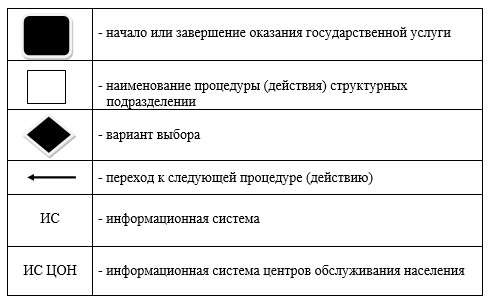 - начало или завершение оказания государственной услуги
- наименование процедуры (действия) структурных
подразделении
- вариант выбора
- переход к следующей процедуре (действию)
ИС - информационная система
ИС ЦОН - информационная система центров обслуживания населения